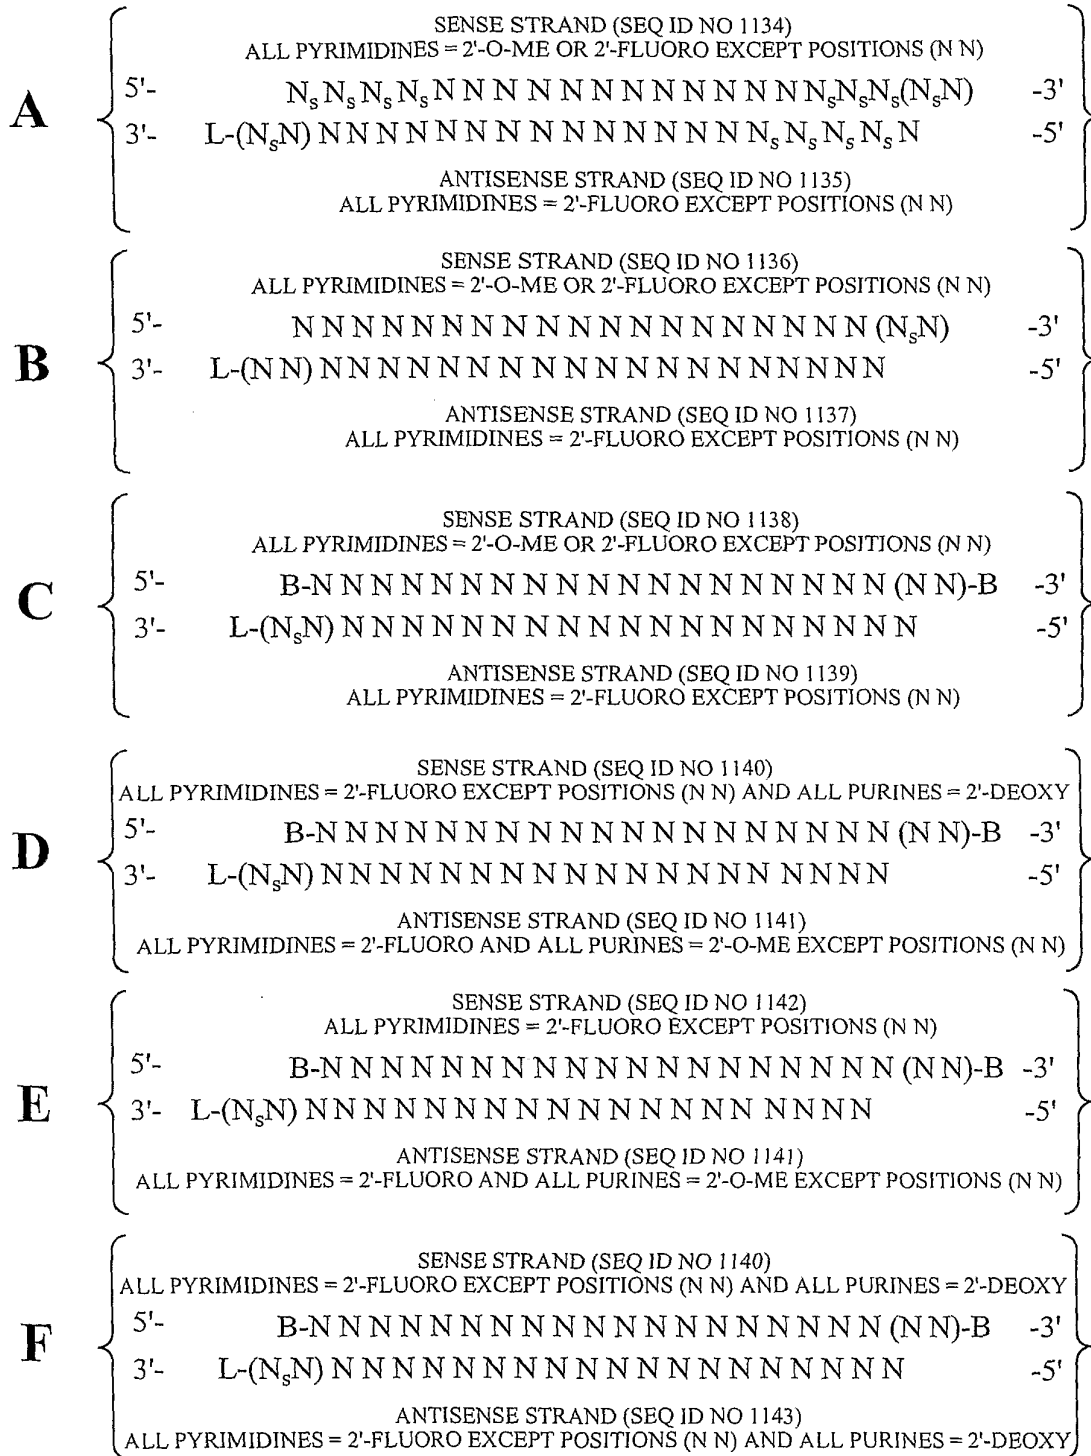 SENSE STRAND (SEQ ID NO 1134)
ALL PYRIMIDINES = 2'-O-ME OR 2'-FLUORO EXCEPT POSITIONS (N N)
A
5'- NsNsNsNsN N N N N N N N N N N N NsNsNs(NsN) -3'
3'- L-(NsN) N N N N N N N N N N N N N N Ns Ns Ns Ns N -5'
ANTISENSE STRAND (SEQ ID NO 1135)
ALL PYRIMIDINES = 2'-FLUORO EXCEPT POSITIONS (N N)
SENSE STRAND (SEQ ID NO 1136)
ALL PYRIMIDINES = 2'-O-ME OR 2'-FLUORO EXCEPT POSITIONS (N N)
B
5'- N N N N N N N N N N N N N N N N N N N (NsN) -3'
3'- L-(N N) N N N N N N N N N N N N N N N N N N N -5'
ANTISENSE STRAND (SEQ ID NO 1137)
ALL PYRIMIDINES = 2'-FLUORO EXCEPT POSITIONS (N N)
SENSE STRAND (SEQ ID NO 1138)
ALL PYRIMIDINES = 2'-O-ME OR 2'-FLUORO EXCEPT POSITIONS (N N)
C
5'- B-N N N N N N N N N N N N N N N N N N N (N N)-B -3'
3'- L-(NsN) N N N N N N N N N N N N N N N N N N N -5'
ANTISENSE STRAND (SEQ ID NO 1139)
ALL PYRIMIDINES = 2'-FLUORO EXCEPT POSITIONS (N N)
SENSE STRAND (SEQ ID NO 1140)
ALL PYRIMIDINES = 2'-FLUORO EXCEPT POSITIONS (N N) AND ALL PURINES = 2'-DEOXY
D
5'- B-N N N N N N N N N N N N N N N N N N N (N N)-B -3'
3'- L-(NsN) N N N N N N N N N N N N N N N N N N N -5'
ANTISENSE STRAND (SEQ ID NO 1141)
ALL PYRIMIDINES = 2'-FLUORO AND ALL PURINES = 2'-O-ME EXCEPT POSITIONS (N N)
SENSE STRAND (SEQ ID NO 1142)
ALL PYRIMIDINES = 2'-FLUORO EXCEPT POSITIONS (N N)
E
5'- B-N N N N N N N N N N N N N N N N N N N (N N)-B -3'
3'- L-(NsN) N N N N N N N N N N N N N N N N N N N -5'
ANTISENSE STRAND (SEQ ID NO 1141)
ALL PYRIMIDINES = 2'-FLUORO AND ALL PURINES = 2'-O-ME EXCEPT POSITIONS (N N)
SENSE STRAND (SEQ ID NO 1140)
ALL PYRIMIDINES = 2'-FLUORO EXCEPT POSITIONS (N N) AND ALL PURINES = 2'-DEOXY
F
5'- B-N N N N N N N N N N N N N N N N N N N (N N)-B -3'
3'- L-(NsN) N N N N N N N N N N N N N N N N N N N -5'
ANTISENSE STRAND (SEQ ID NO 1143)
ALL PYRIMIDINES = 2'-FLUORO EXCEPT POSITIONS (N N) AND ALL PURINES = 2'-DEOXY